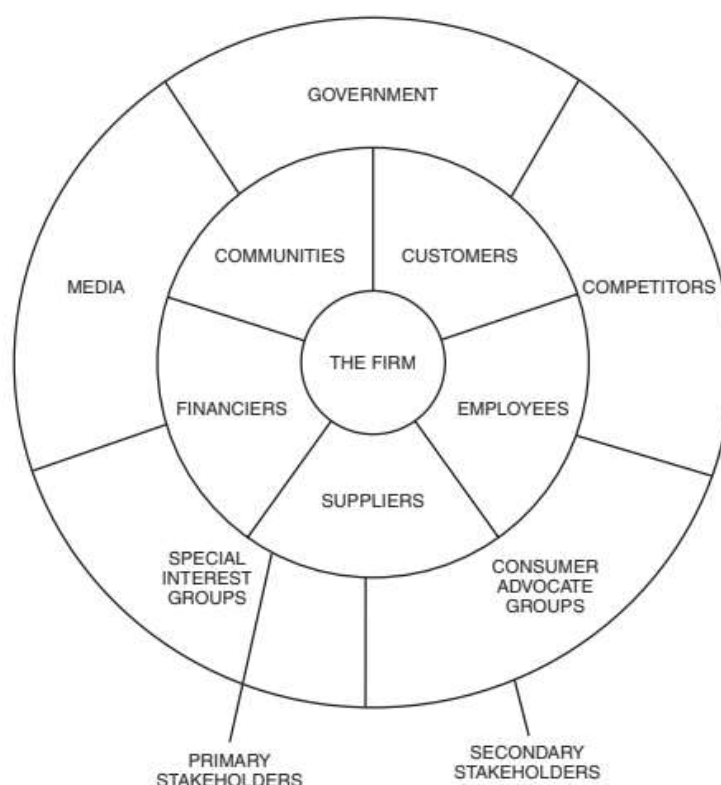 GOVERNMENT
COMMUNITIES
CUSTOMERS
MEDIA
COMPETITORS
THE FIRM
FINANCIERS
EMPLOYEES
SUPPLIERS
SPECIAL
INTEREST
GROUPS
CONSUMER
ADVOCATE
GROUPS
PRIMARY
STAKEHOLDERS
SECONDARY
STAKEHOLDERS